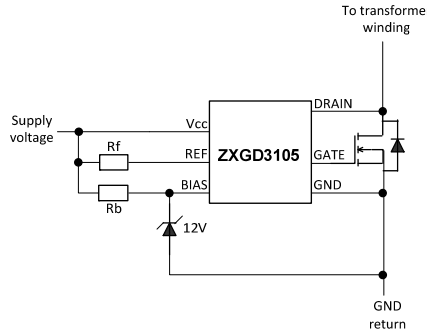 To transforme
winding
Supply
voltage
Vcc
REF
BIAS
Rf
Rb
ZXGD3105
DRAIN
GATE
GND
12V
GND
return